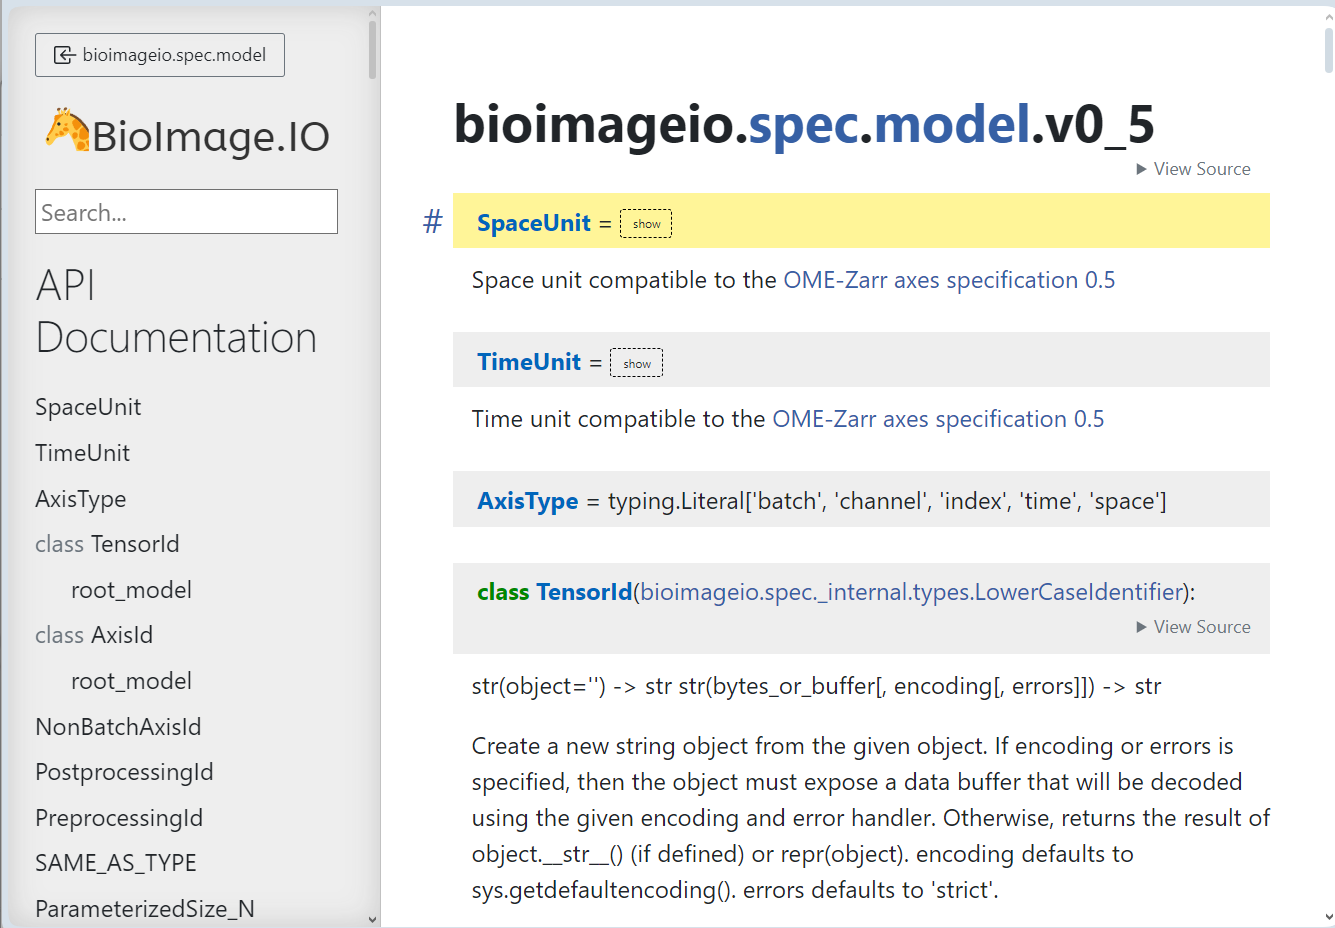 bioimageio.spec.model
BioImage.IO
Search...
API
Documentation
SpaceUnit
TimeUnit
AxisType
class TensorId
root_model
class AxisId
root_model
NonBatchAxisId
PostprocessingId
PreprocessingId
SAME_AS_TYPE
ParameterizedSize_N
bioimageio.spec.model.v0_5
View Source
# SpaceUnit = show
Space unit compatible to the OME-Zarr axes specification 0.5
TimeUnit = show
Time unit compatible to the OME-Zarr axes specification 0.5
AxisType = typing.Literal['batch', 'channel', 'index', 'time', 'space']
class TensorId(bioimageio.spec._internal.types.LowerCaseIdentifier):
View Source
str(object='') -> str str(bytes_or_buffer[, encoding[, errors]]) -> str
Create a new string object from the given object. If encoding or errors is
specified, then the object must expose a data buffer that will be decoded
using the given encoding and error handler. Otherwise, returns the result of
object.__str__() (if defined) or repr(object). encoding defaults to
sys.getdefaultencoding(). errors defaults to 'strict'.